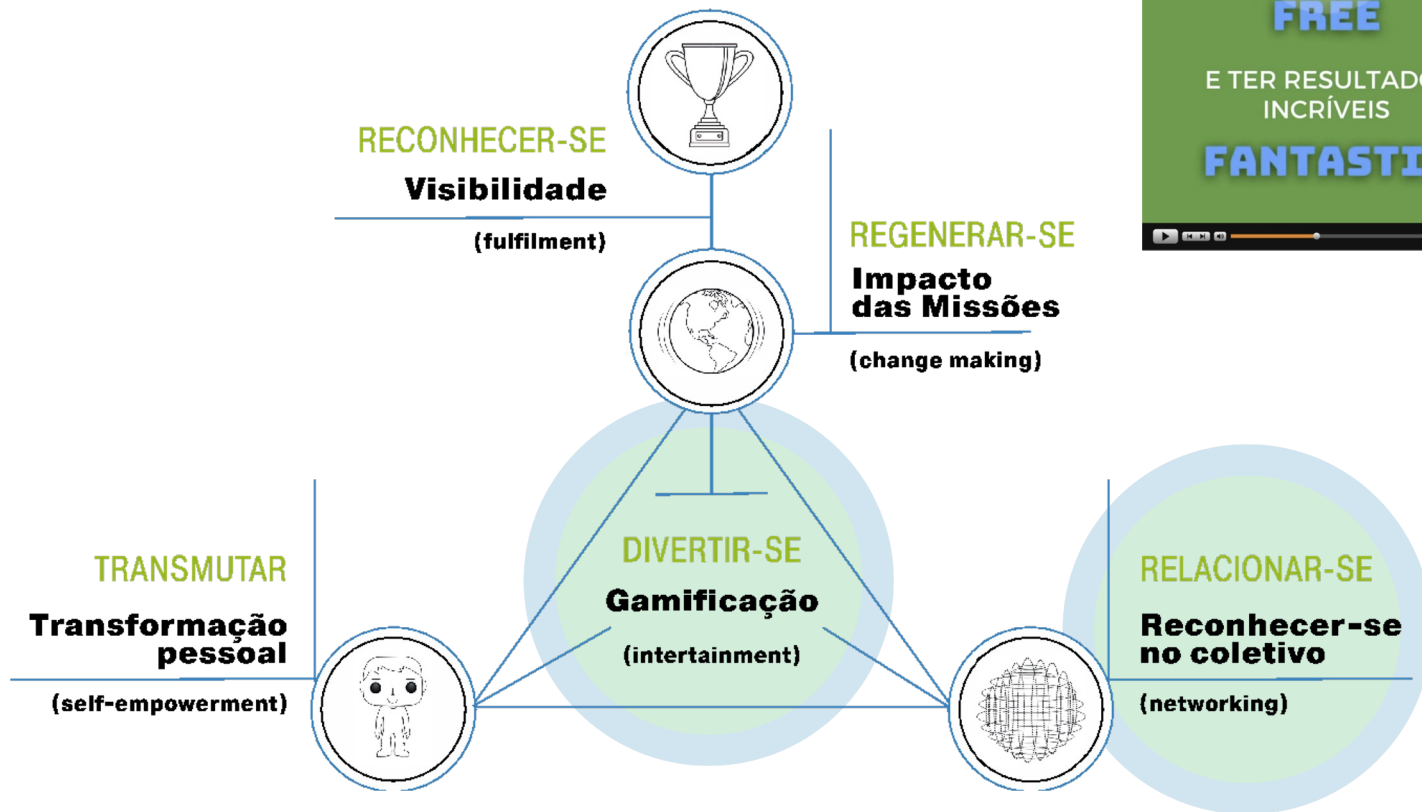 FREE
E TER RESULTADO
INCRÍVEIS
FANTASTI
RECONHECER-SE
Visibilidade
(fulfilment)
REGENERAR-SE
Impacto
das Missões
(change making)
TRANSMUTAR
Transformação
pessoal
(self-empowerment)
DIVERTIR-SE
Gamificação
(intertainment)
RELACIONAR-SE
Reconhecer-se
no coletivo
(networking)